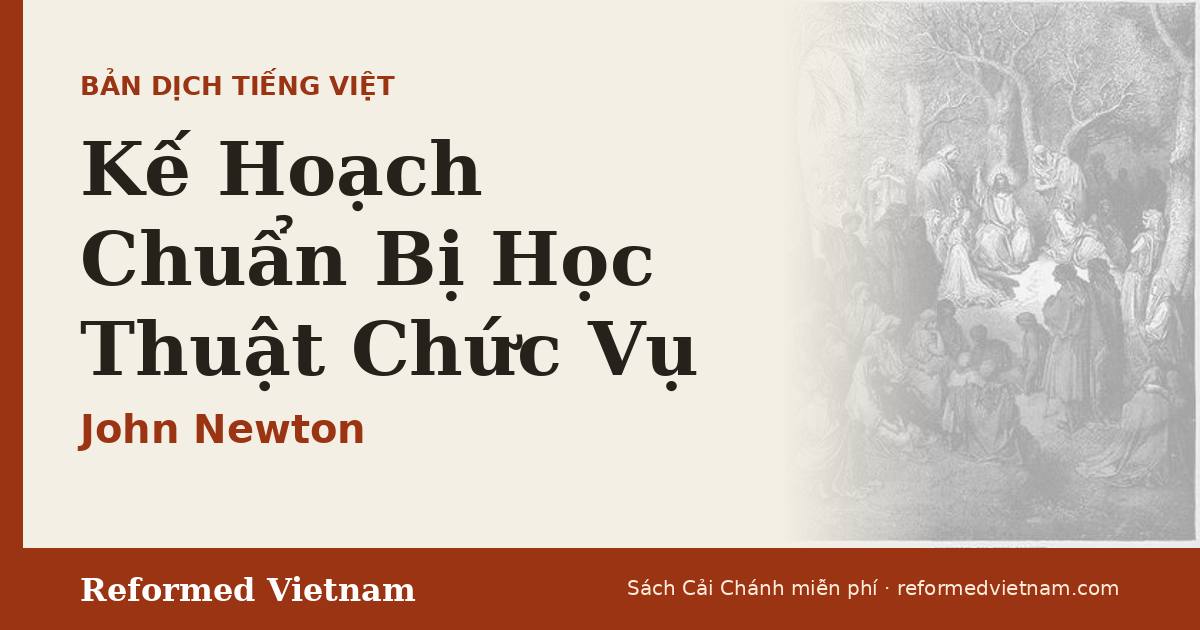 BẢN DỊCH TIẾNG VIỆT
Kế Hoạch
Chuẩn Bị Học
Thuật Chức Vụ
John Newton
Reformed Vietnam
Sách Cải Chánh miễn phí · reformedvietnam.com